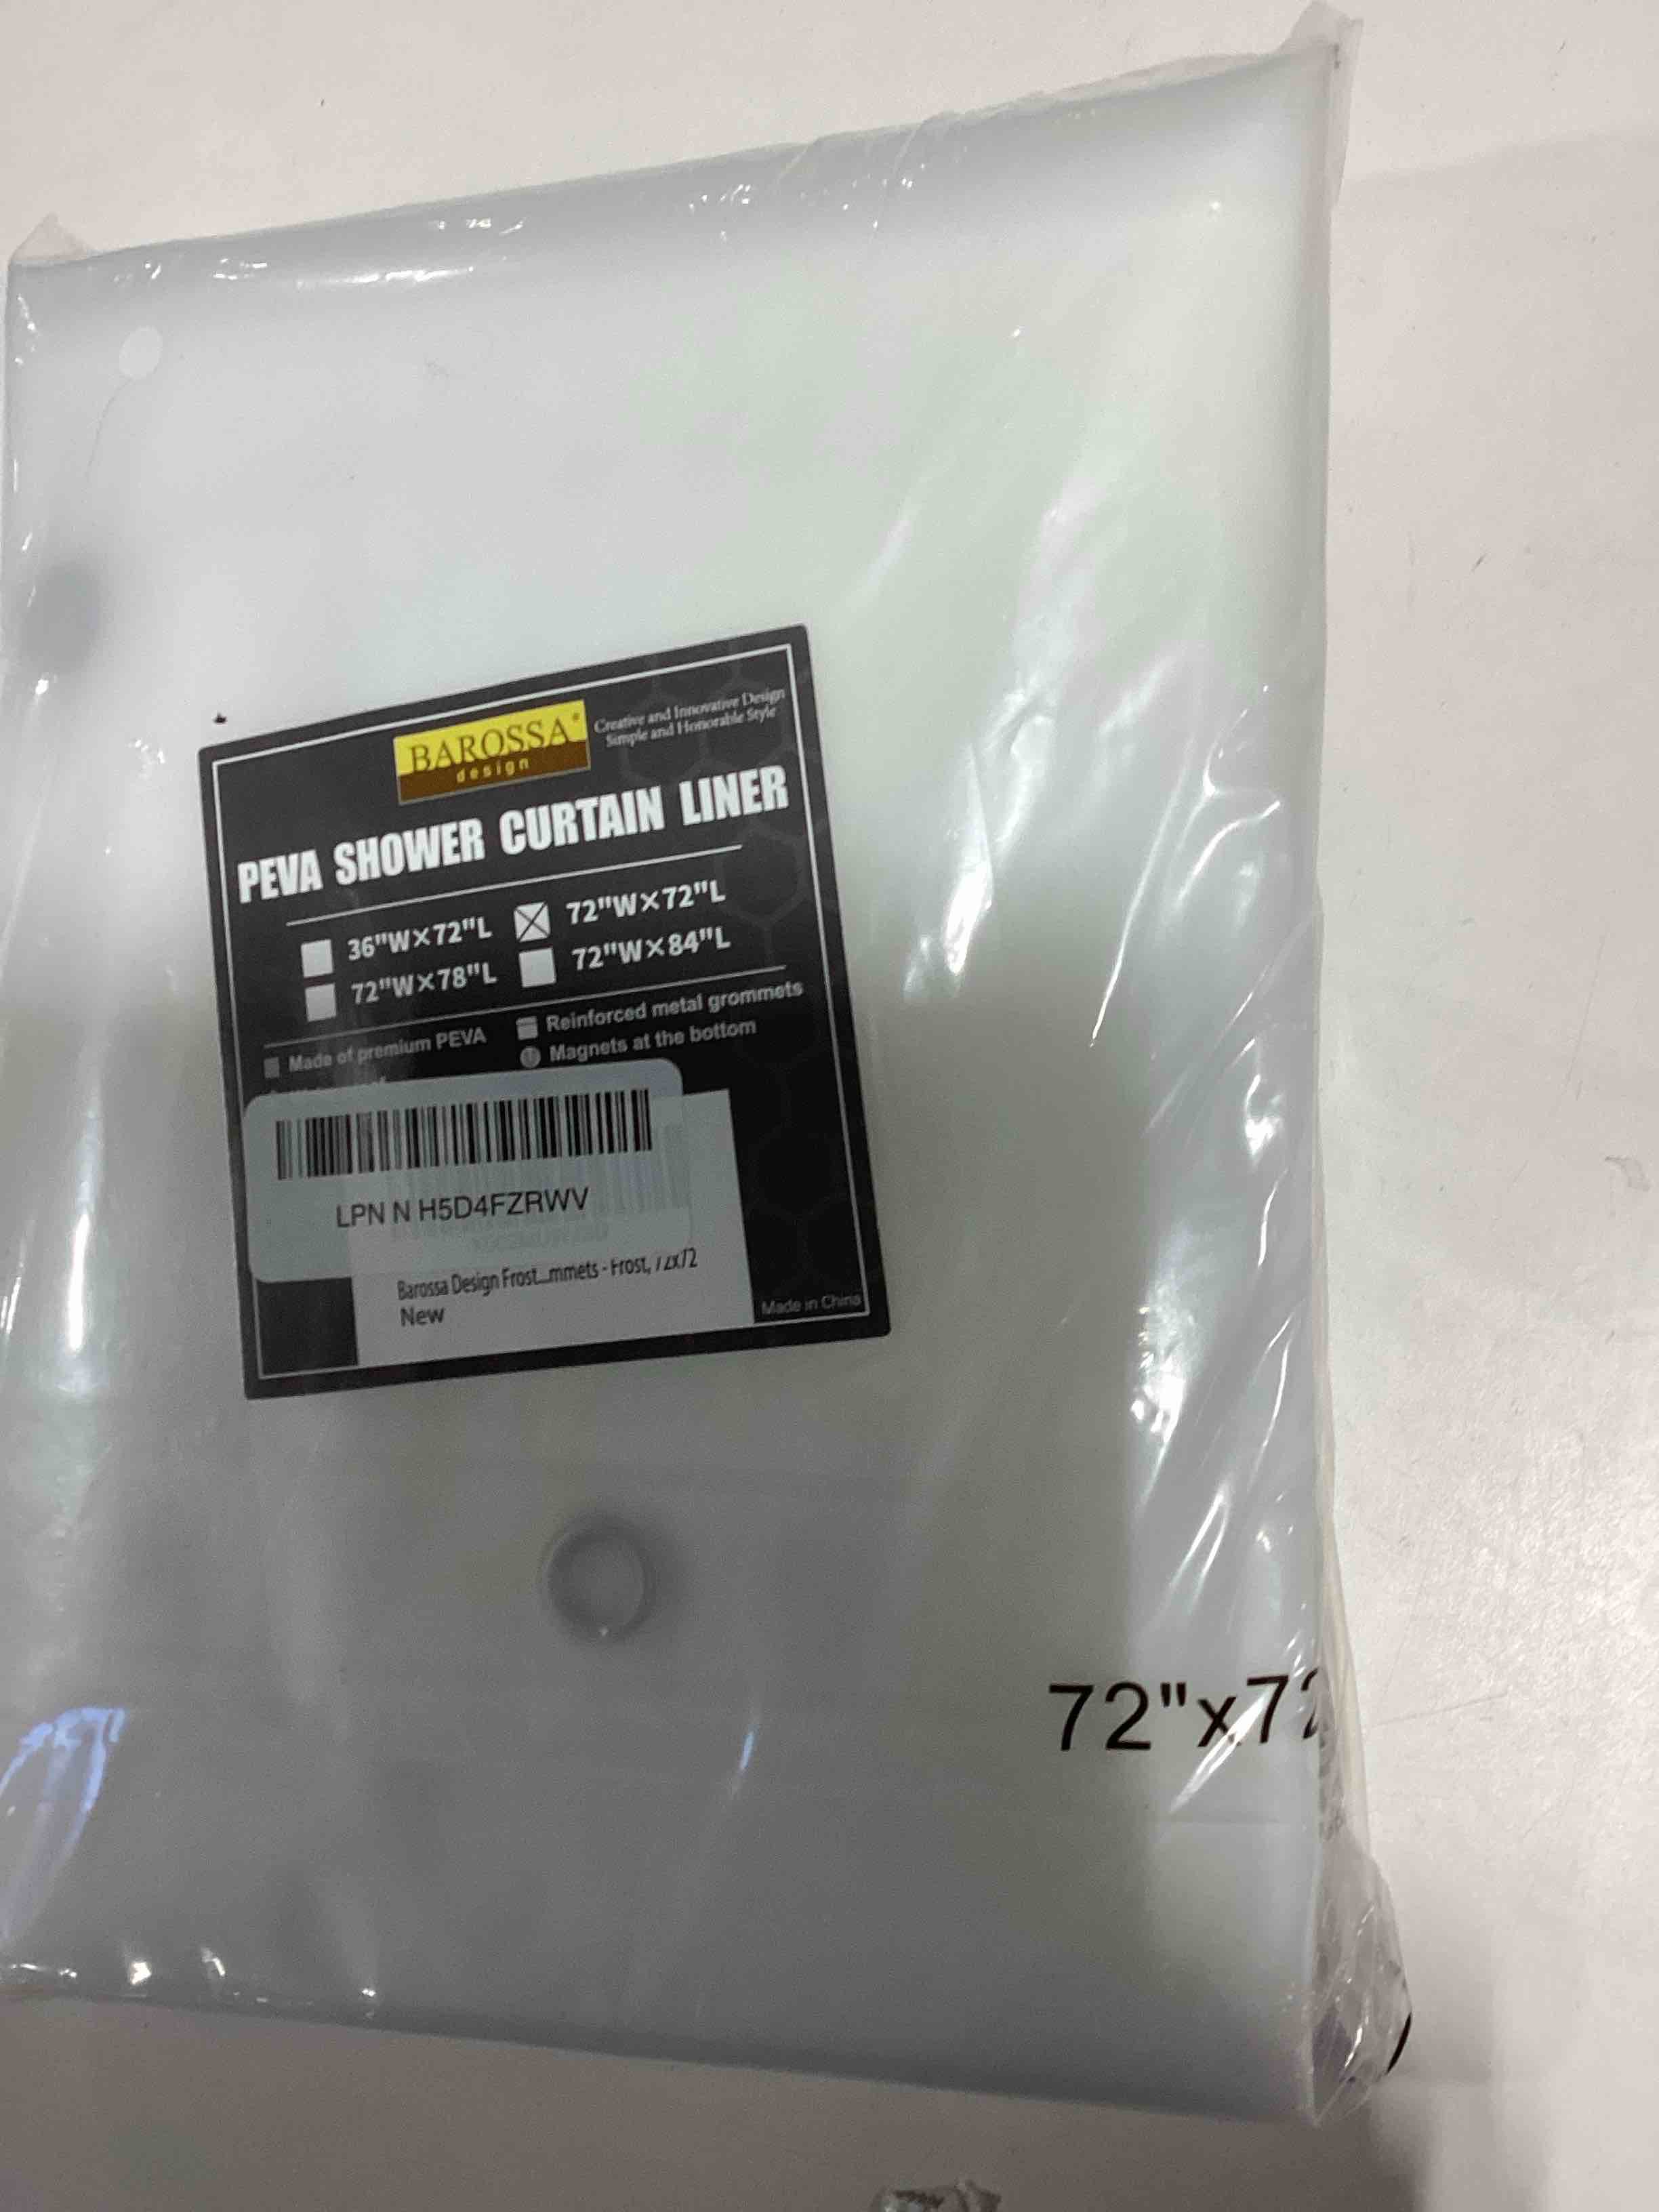 BAROSSA®
design
Creative and Innovative Design
Simple and Honorable Style
PEVA SHOWER CURTAIN LINER
36"W×72"L
72"W×72"L
72"W×78"L
72"W×84"L
Made of premium PEVA
Reinforced metal grommets
Magnets at the bottom
LPN N H5D4FZRWV
Barossa Design Frost...mmets - Frost, 72x72
New
Made in China
72"x72